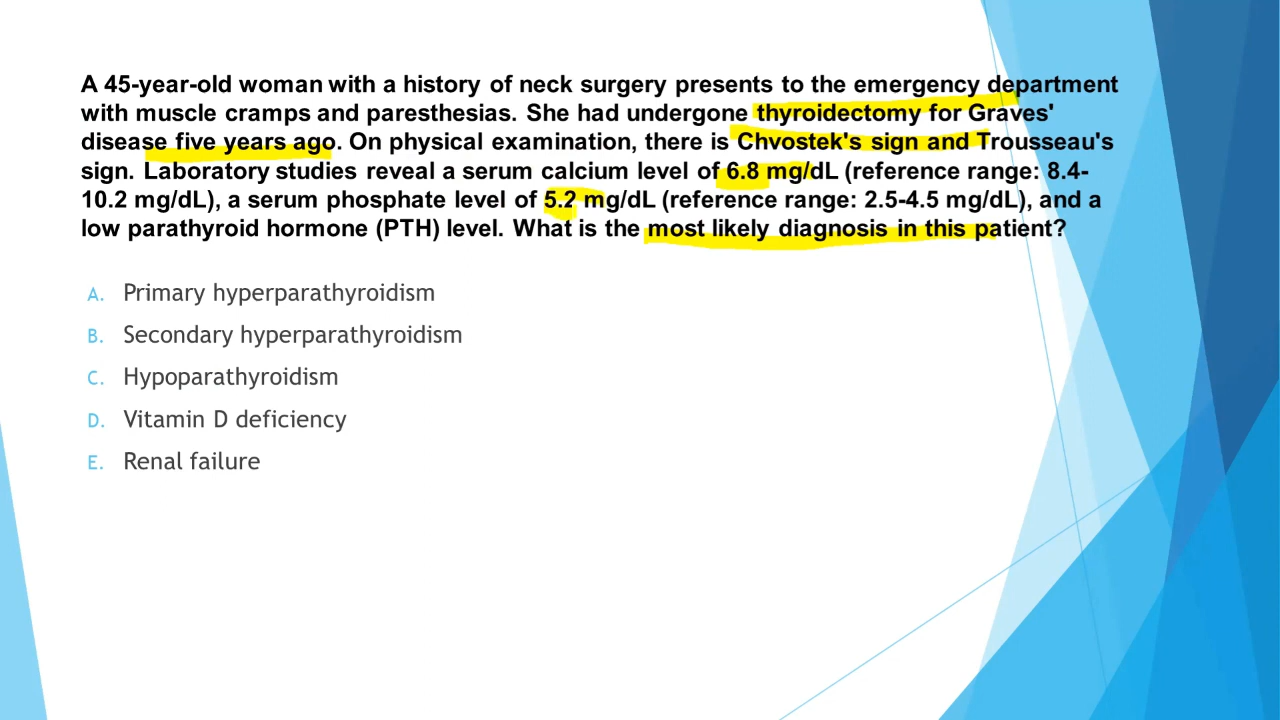 A 45-year-old woman with a history of neck surgery presents to the emergency department
with muscle cramps and paresthesias. She had undergone thyroidectomy for Graves'
disease five years ago. On physical examination, there is Chvostek's sign and Trousseau's
sign. Laboratory studies reveal a serum calcium level of 6.8 mg/dL (reference range: 8.4-
10.2 mg/dL), a serum phosphate level of 5.2 mg/dL (reference range: 2.5-4.5 mg/dL), and a
low parathyroid hormone (PTH) level. What is the most likely diagnosis in this patient?
A. Primary hyperparathyroidism
B. Secondary hyperparathyroidism
C. Hypoparathyroidism
D. Vitamin D deficiency
E. Renal failure